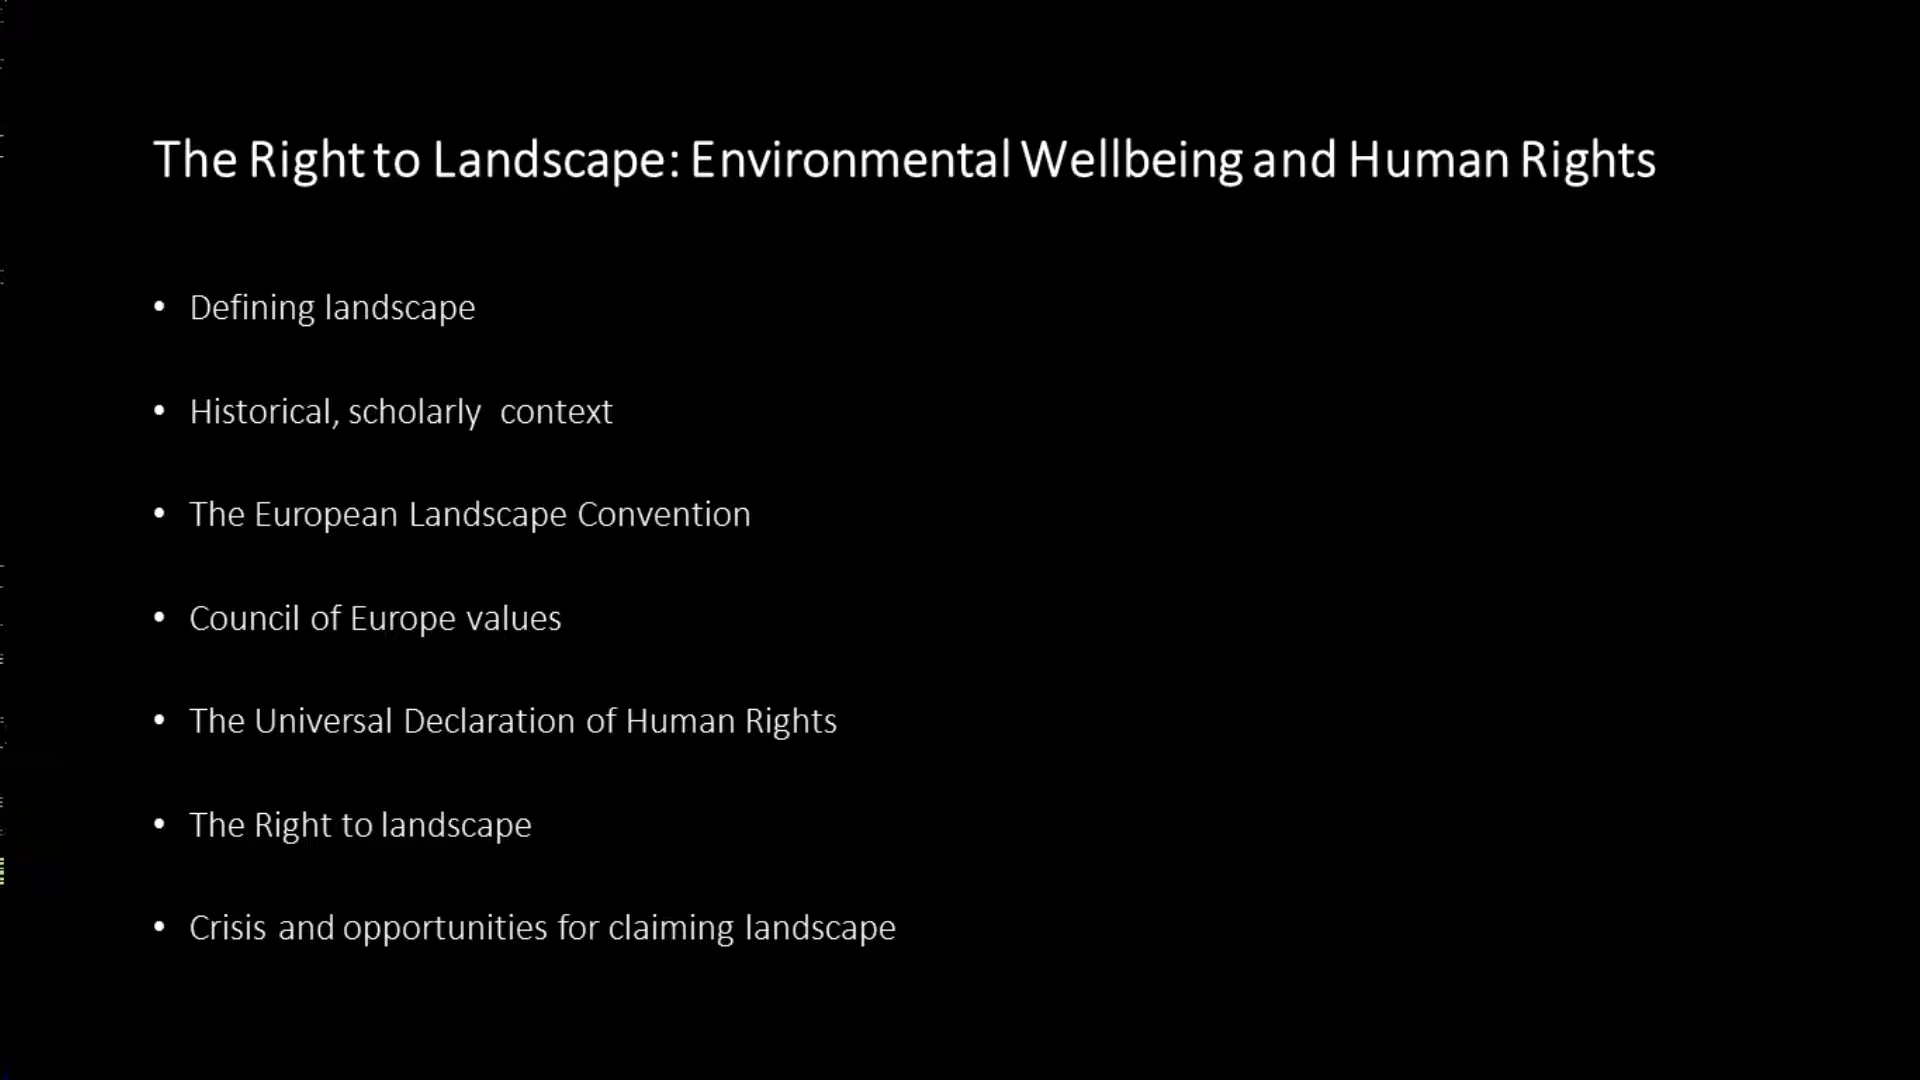 The Right to Landscape: Environmental Wellbeing and Human Rights
• Defining landscape
• Historical, scholarly context
• The European Landscape Convention
• Council of Europe values
• The Universal Declaration of Human Rights
• The Right to landscape
• Crisis and opportunities for claiming landscape